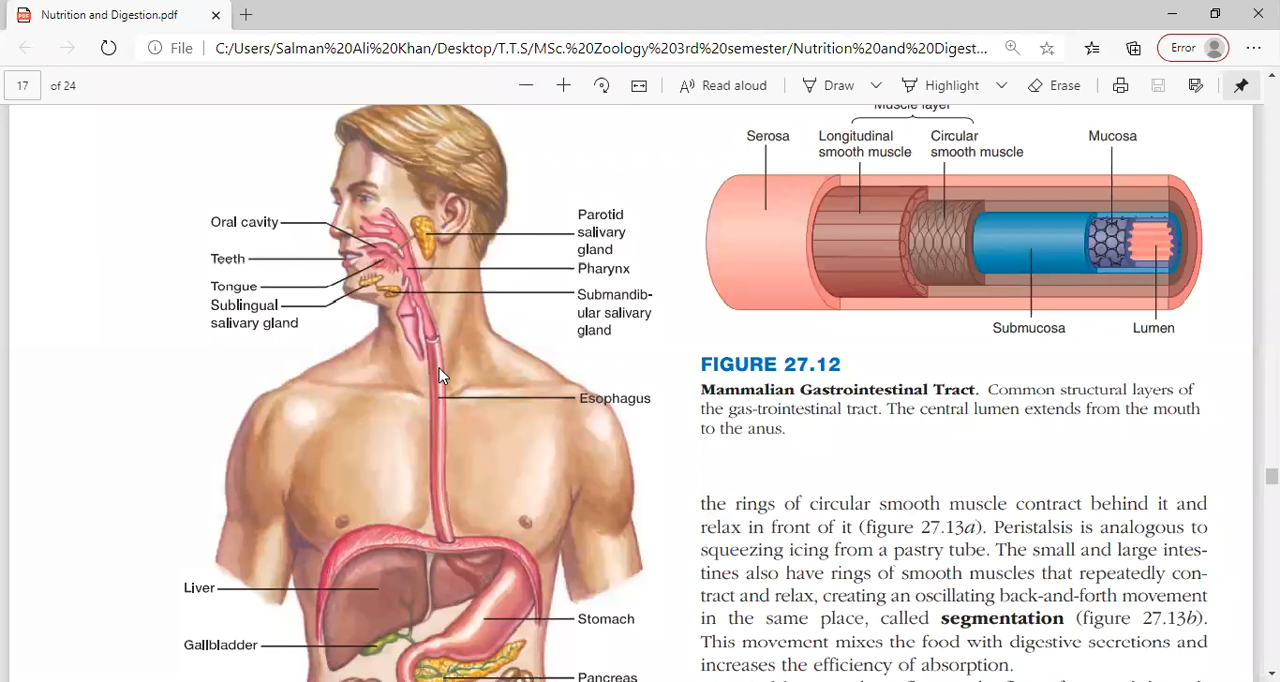 Nutrition and Digestion.pdf
File
C:/Users/Salman%20Ali%20Khan/Desktop/T.T.S/MSc.%20Zoology%203rd%20semester/Nutrition%20and%20Digest...
Error
17 of 24
Read aloud
Draw
Highlight
Erase
Oral cavity
Teeth
Tongue
Sublingual
salivary gland
Parotid
salivary
gland
Pharynx
Submandib-
ular salivary
gland
Esophagus
Liver
Gallbladder
Stomach
Pancreas
Muscle layer
Serosa
Longitudinal
smooth muscle
Circular
smooth muscle
Mucosa
Submucosa
Lumen
FIGURE 27.12
Mammalian Gastrointestinal Tract. Common structural layers of
the gas-trointestinal tract. The central lumen extends from the mouth
to the anus.
the rings of circular smooth muscle contract behind it and
relax in front of it (figure 27.13a). Peristalsis is analogous to
squeezing icing from a pastry tube. The small and large intes-
tines also have rings of smooth muscles that repeatedly con-
tract and relax, creating an oscillating back-and-forth movement
in the same place, called segmentation (figure 27.13b).
This movement mixes the food with digestive secretions and
increases the efficiency of absorption.